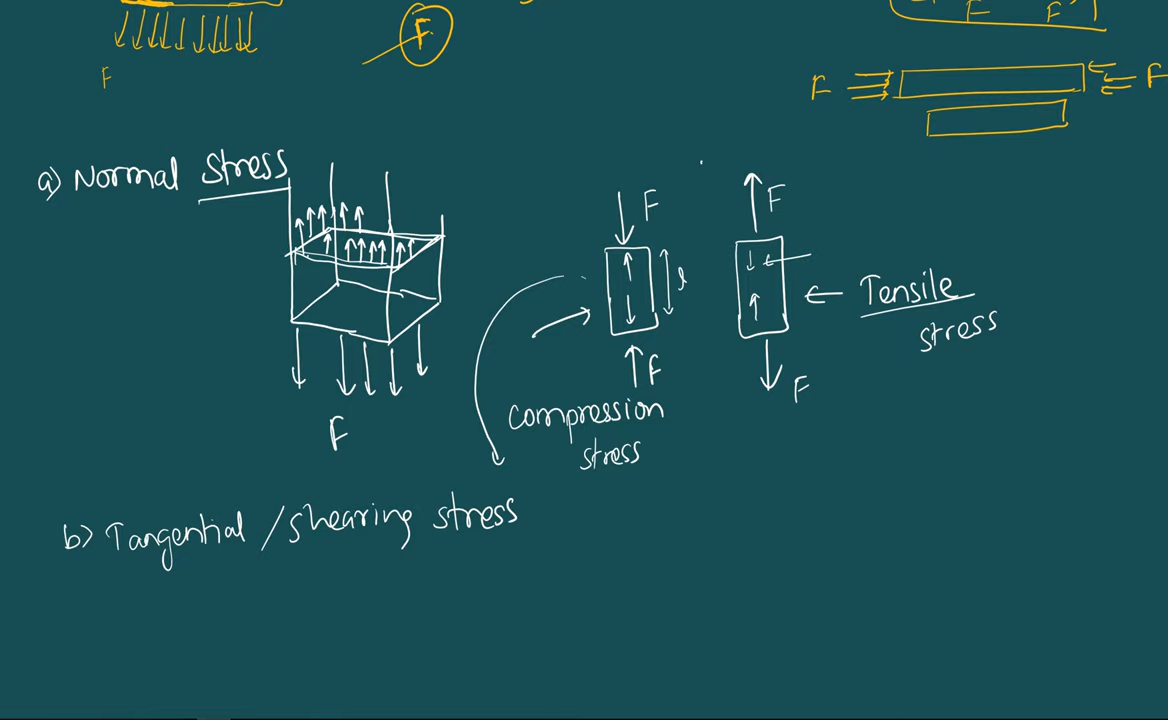 F
F
F F
F F
a) Normal Stress
F F
l
Tensile
stress
F F
Compression
stress
F
b) Tangential / shearing stress